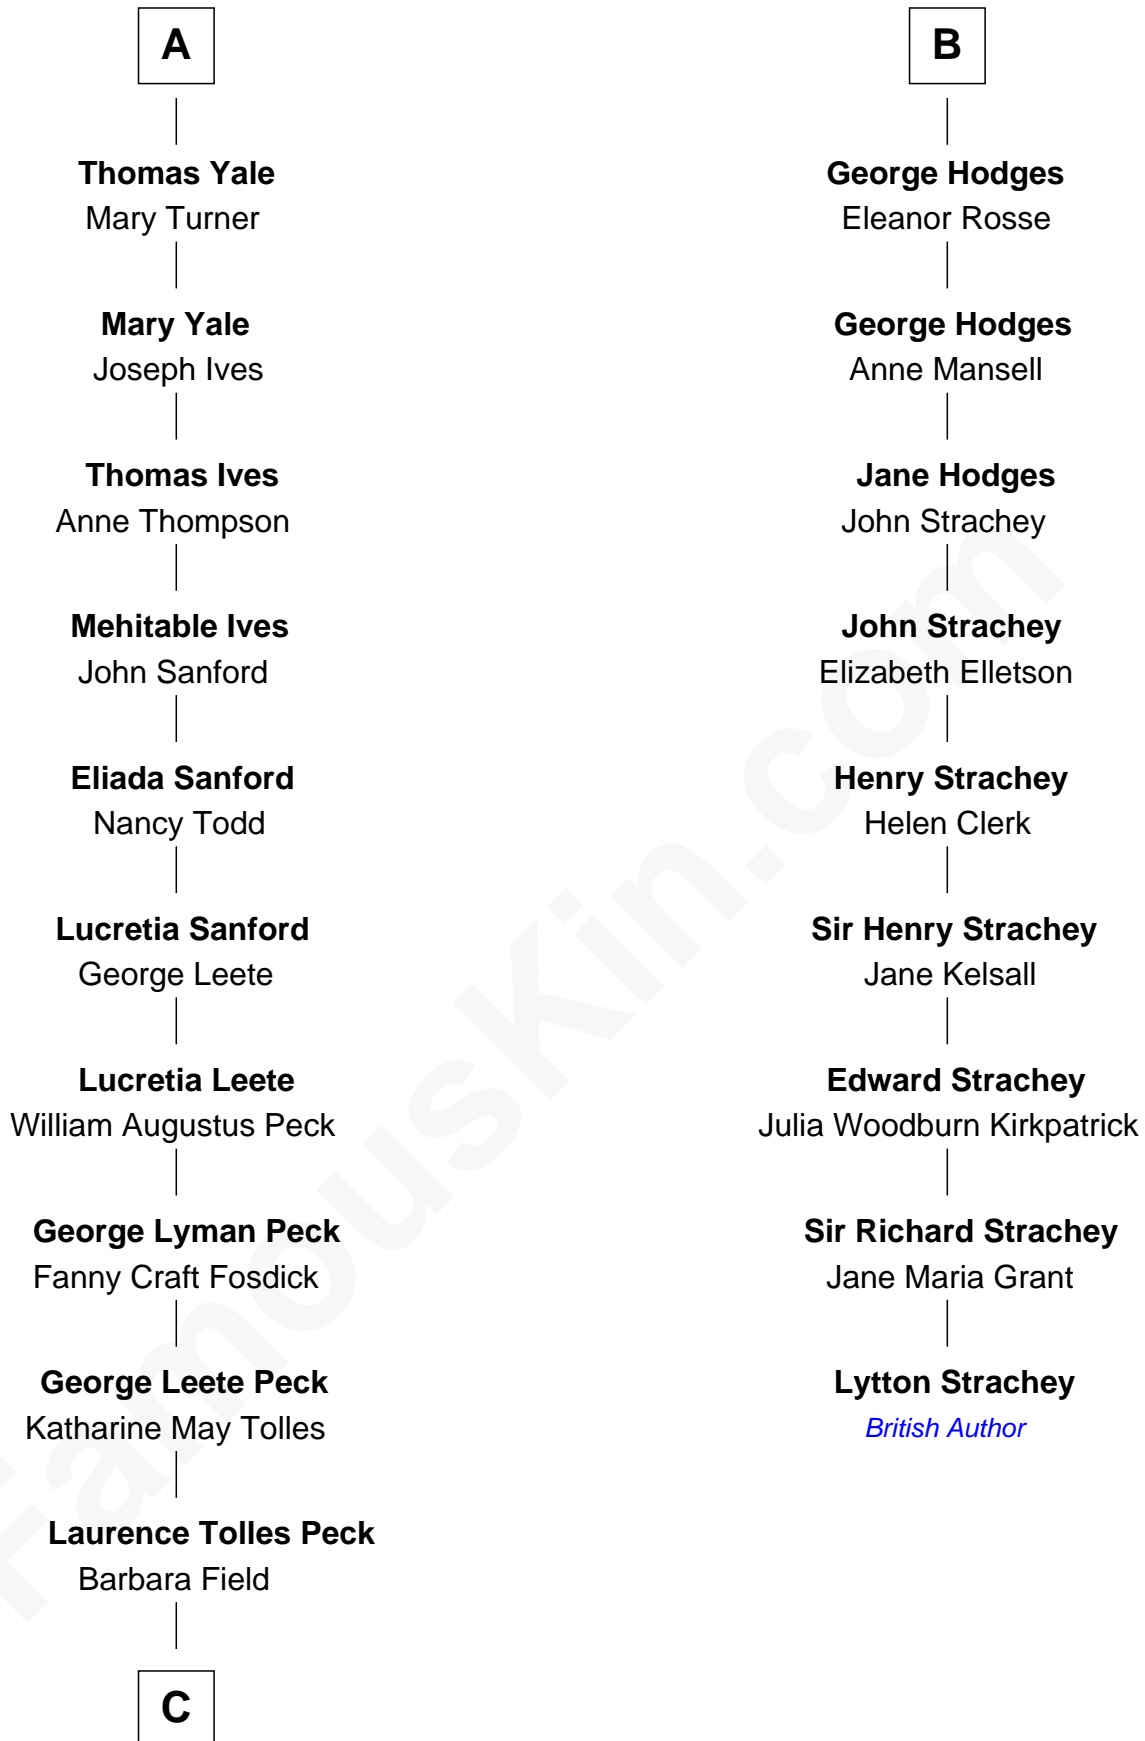 A
Thomas Yale
Mary Turner
Mary Yale
Joseph Ives
Thomas Ives
Anne Thompson
Mehitable Ives
John Sanford
Eliada Sanford
Nancy Todd
Lucretia Sanford
George Leete
Lucretia Leete
William Augustus Peck
George Lyman Peck
Fanny Craft Fosdick
George Leete Peck
Katharine May Tolles
Laurence Tolles Peck
Barbara Field
C
B
George Hodges
Eleanor Rosse
George Hodges
Anne Mansell
Jane Hodges
John Strachey
John Strachey
Elizabeth Elletson
Henry Strachey
Helen Clerk
Sir Henry Strachey
Jane Kelsall
Edward Strachey
Julia Woodburn Kirkpatrick
Sir Richard Strachey
Jane Maria Grant
Lytton Strachey
British Author
FamousKin.com